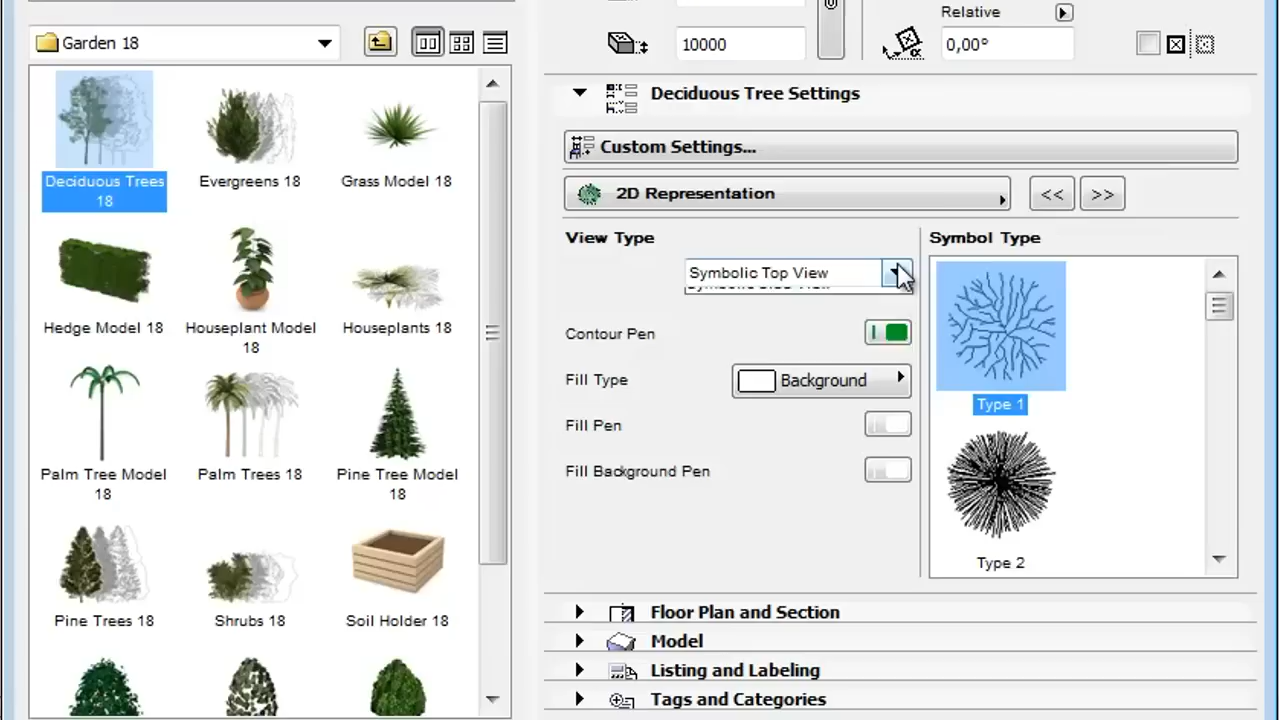 Garden 18
Deciduous Trees
18
Evergreens 18
Grass Model 18
Hedge Model 18
Houseplant Model
18
Houseplants 18
Palm Tree Model
18
Palm Trees 18
Pine Tree Model
18
Pine Trees 18
Shrubs 18
Soil Holder 18
Relative
10000
0,00°
Deciduous Tree Settings
Custom Settings...
2D Representation
<<
>>
View Type
Symbolic Top View
Contour Pen
Fill Type
Background
Fill Pen
Fill Background Pen
Symbol Type
Type 1
Type 2
Floor Plan and Section
Model
Listing and Labeling
Tags and Categories